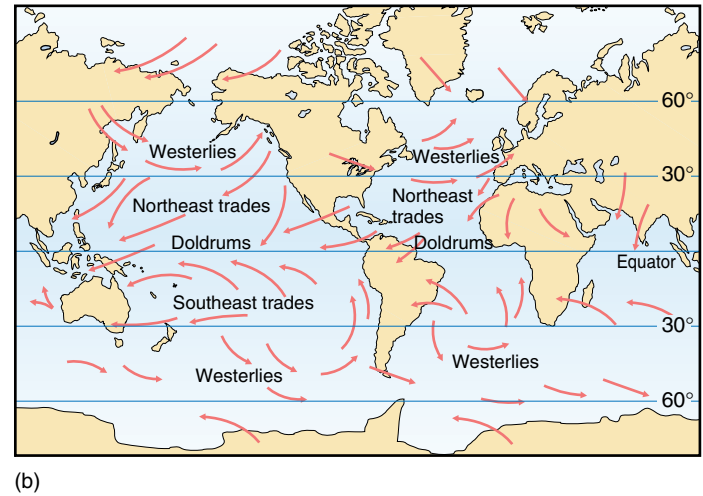 60°
Westerlies
Westerlies
30°
Northeast trades
Northeast
trades
Doldrums
Doldrums
Equator
Southeast trades
30°
Westerlies
Westerlies
60°
(b)